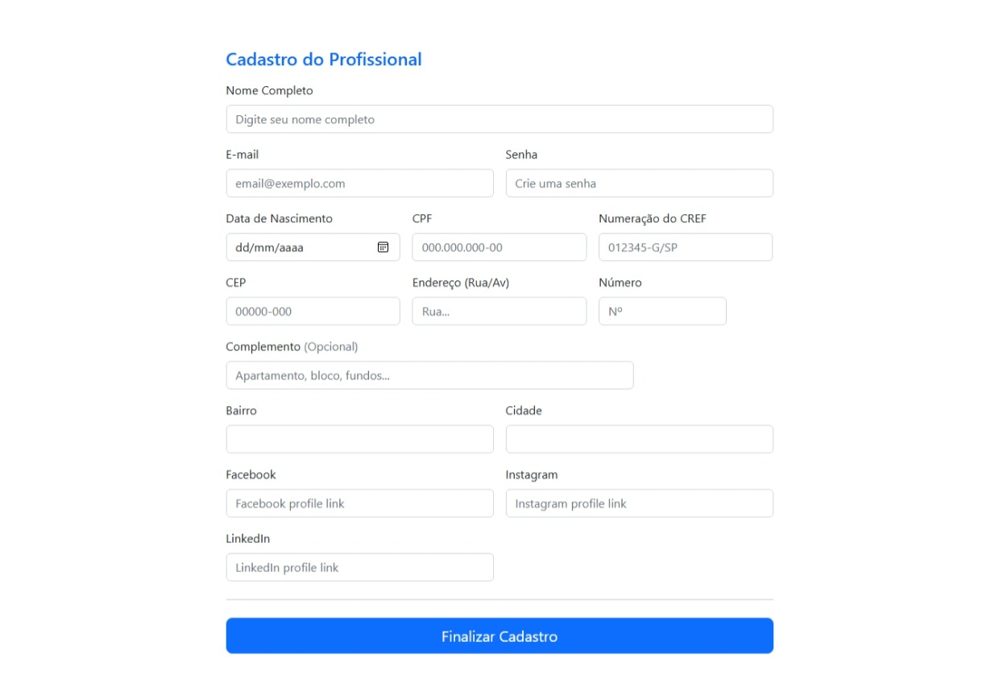 Cadastro do Profissional
Nome Completo
Digite seu nome completo
E-mail
Senha
email@exemplo.com
Crie uma senha
Data de Nascimento
CPF
Numeração do CREF
dd/mm/aaaa
000.000.000-00
012345-G/SP
CEP
Endereço (Rua/Av)
Número
00000-000
Rua...
Nº
Complemento (Opcional)
Apartamento, bloco, fundos...
Bairro
Cidade
Facebook
Instagram
Facebook profile link
Instagram profile link
LinkedIn
LinkedIn profile link
Finalizar Cadastro